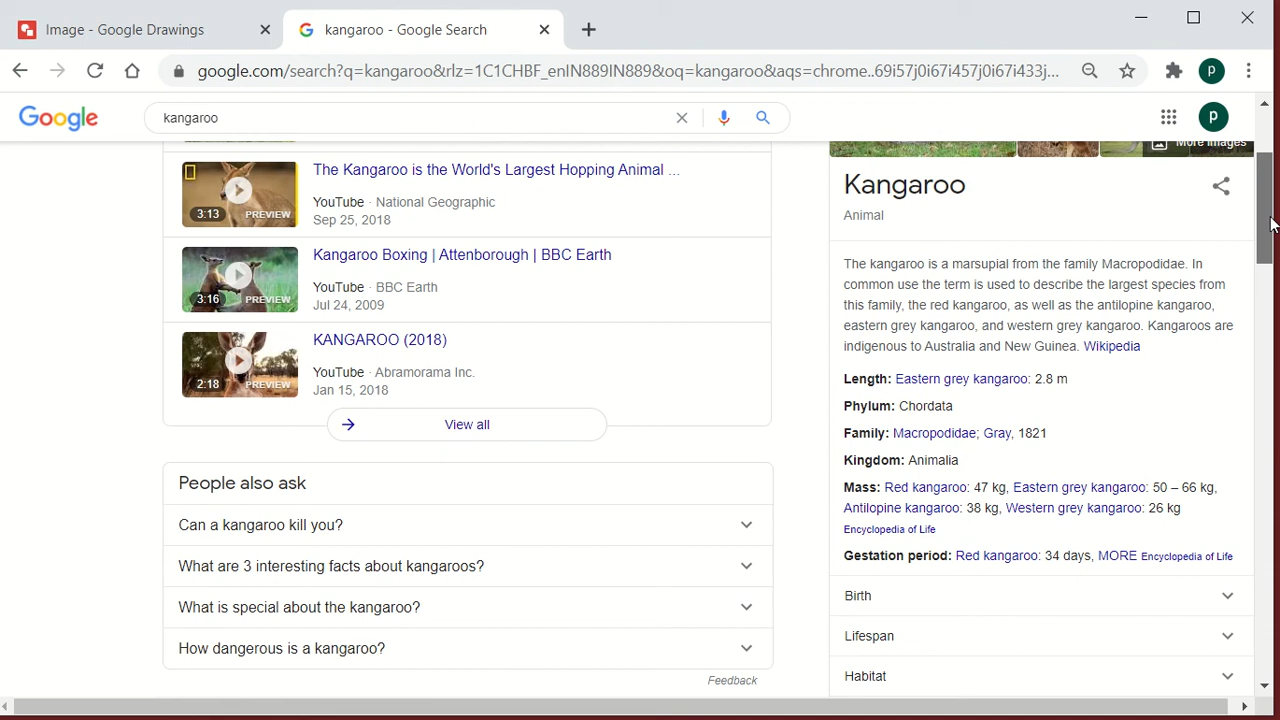 Image - Google Drawings
kangaroo - Google Search
google.com/search?q=kangaroo&rlz=1C1CHBF_enIN889IN889&oq=kangaroo&aqs=chrome..69i57j0i67i457j0i67i433j...
p
Google
kangaroo
p
The Kangaroo is the World's Largest Hopping Animal ...
YouTube · National Geographic
Sep 25, 2018
3:13 PREVIEW
Kangaroo Boxing | Attenborough | BBC Earth
YouTube · BBC Earth
Jul 24, 2009
3:16 PREVIEW
KANGAROO (2018)
YouTube · Abramorama Inc.
Jan 15, 2018
2:18 PREVIEW
View all
People also ask
Can a kangaroo kill you?
What are 3 interesting facts about kangaroos?
What is special about the kangaroo?
How dangerous is a kangaroo?
Feedback
More images
Kangaroo
Animal
The kangaroo is a marsupial from the family Macropodidae. In
common use the term is used to describe the largest species from
this family, the red kangaroo, as well as the antilopine kangaroo,
eastern grey kangaroo, and western grey kangaroo. Kangaroos are
indigenous to Australia and New Guinea. Wikipedia
Length: Eastern grey kangaroo: 2.8 m
Phylum: Chordata
Family: Macropodidae; Gray, 1821
Kingdom: Animalia
Mass: Red kangaroo: 47 kg, Eastern grey kangaroo: 50 – 66 kg,
Antilopine kangaroo: 38 kg, Western grey kangaroo: 26 kg
Encyclopedia of Life
Gestation period: Red kangaroo: 34 days, MORE Encyclopedia of Life
Birth
Lifespan
Habitat